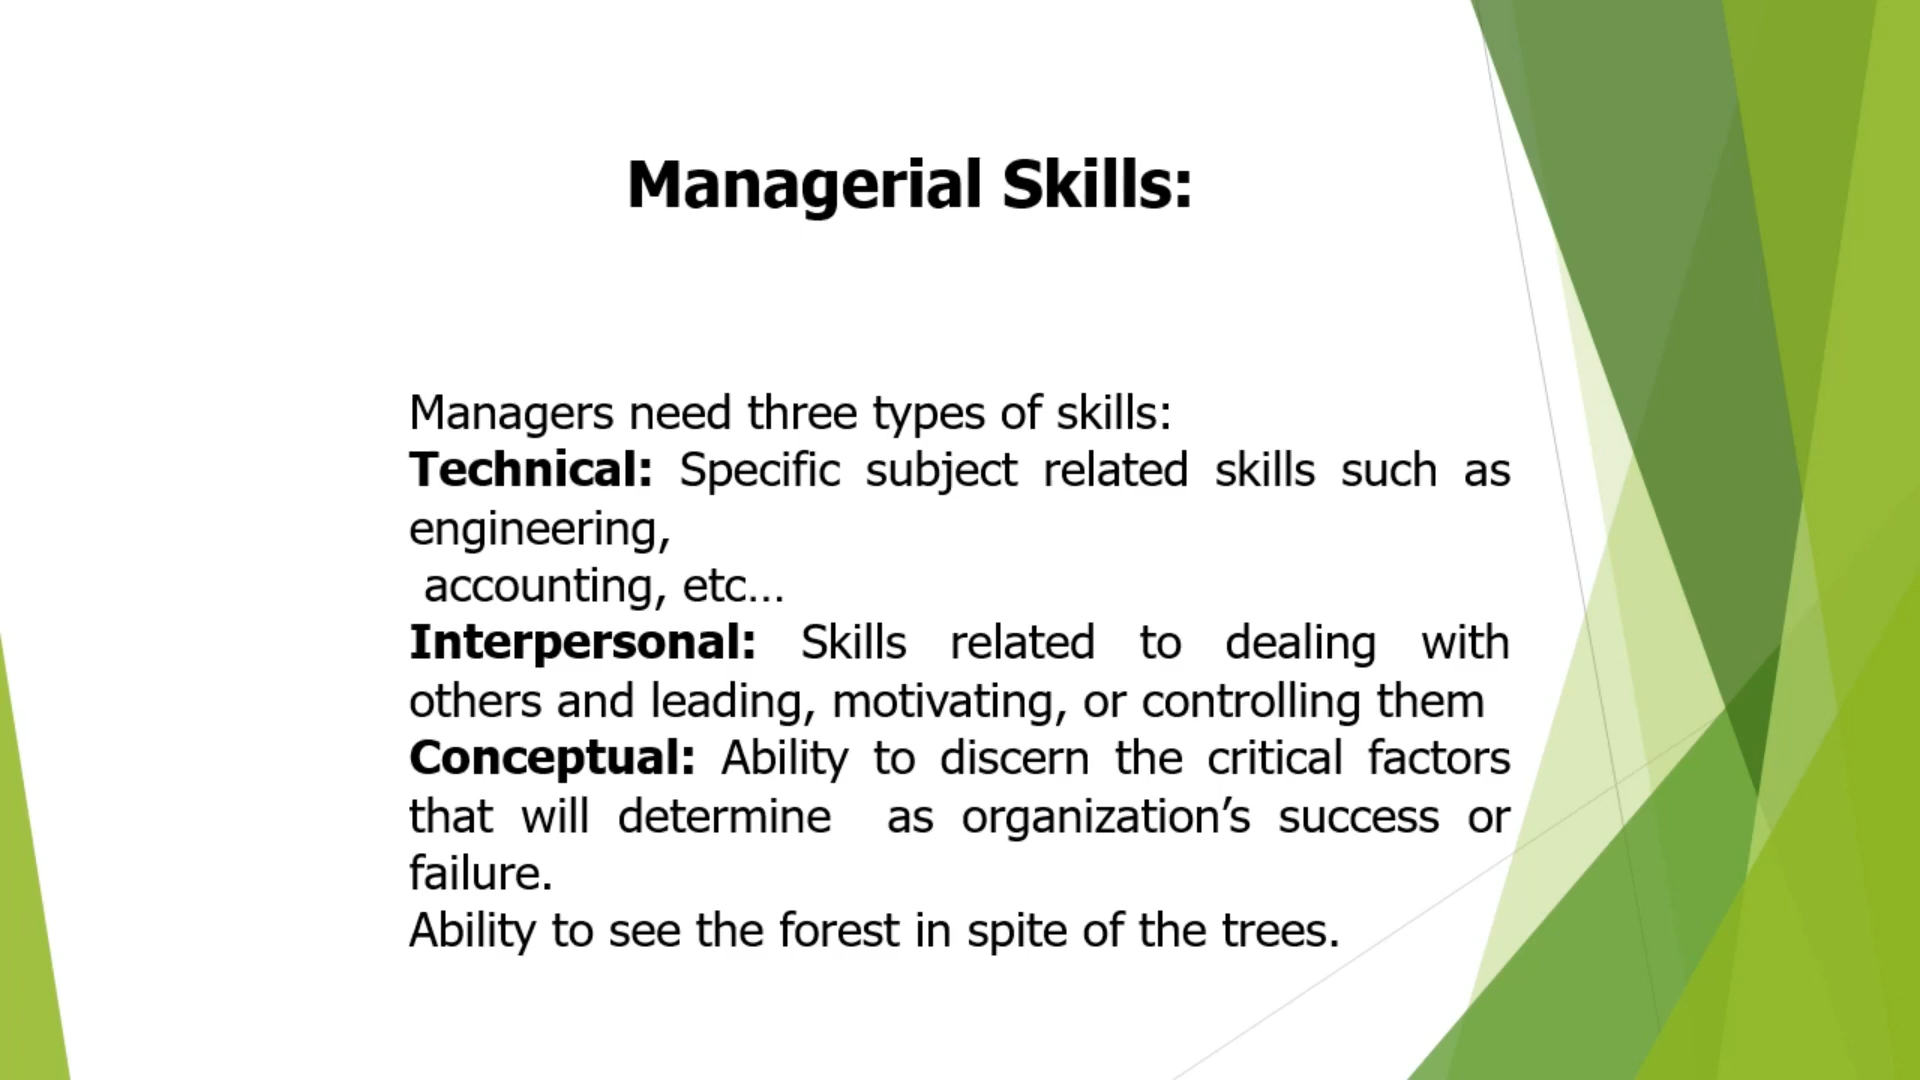 Managerial Skills:
Managers need three types of skills:
Technical: Specific subject related skills such as
engineering,
accounting, etc...
Interpersonal: Skills related to dealing with
others and leading, motivating, or controlling them
Conceptual: Ability to discern the critical factors
that will determine as organization’s success or
failure.
Ability to see the forest in spite of the trees.